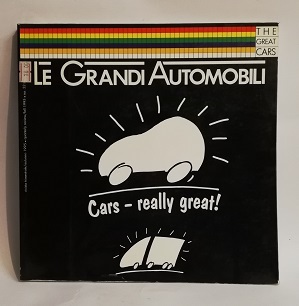 THE
GREAT
CARS
LE GRANDI AUTOMOBILI
Cars – really great!